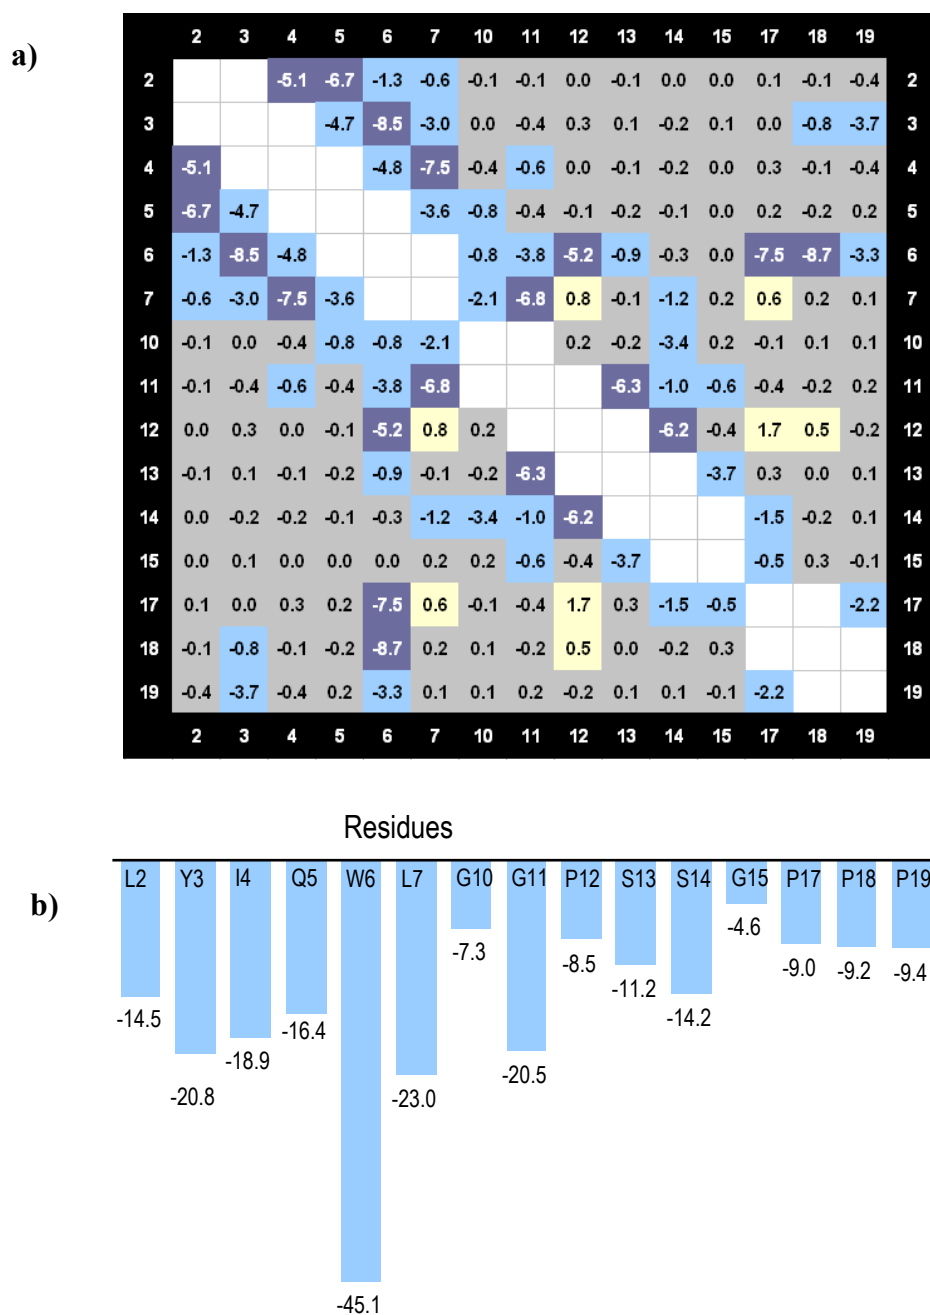 a)
2 3 4 5 6 7 10 11 12 13 14 15 17 18 19
2 -5.1 -6.7 -1.3 -0.6 -0.1 -0.1 0.0 -0.1 0.0 0.0 0.1 -0.1 -0.4 2
3 -4.7 -8.5 -3.0 0.0 -0.4 0.3 0.1 -0.2 0.1 0.0 -0.8 -3.7 3
4 -5.1 -4.8 -7.5 -0.4 -0.6 0.0 -0.1 -0.2 0.0 0.3 -0.1 -0.4 4
5 -6.7 -4.7 -3.6 -0.8 -0.4 -0.1 -0.2 -0.1 0.0 0.2 -0.2 0.2 5
6 -1.3 -8.5 -4.8 -0.8 -3.8 -5.2 -0.9 -0.3 0.0 -7.5 -8.7 -3.3 6
7 -0.6 -3.0 -7.5 -3.6 -2.1 -6.8 0.8 -0.1 -1.2 0.2 0.6 0.2 0.1 7
10 -0.1 0.0 -0.4 -0.8 -0.8 -2.1 0.2 -0.2 -3.4 0.2 -0.1 0.1 0.1 10
11 -0.1 -0.4 -0.6 -0.4 -3.8 -6.8 -6.3 -1.0 -0.6 -0.4 -0.2 0.2 11
12 0.0 0.3 0.0 -0.1 -5.2 0.8 0.2 -6.2 -0.4 1.7 0.5 -0.2 12
13 -0.1 0.1 -0.1 -0.2 -0.9 -0.1 -0.2 -6.3 -3.7 0.3 0.0 0.1 13
14 0.0 -0.2 -0.2 -0.1 -0.3 -1.2 -3.4 -1.0 -6.2 -1.5 -0.2 0.1 14
15 0.0 0.1 0.0 0.0 0.0 0.2 0.2 -0.6 -0.4 -3.7 -0.5 0.3 -0.1 15
17 0.1 0.0 0.3 0.2 -7.5 0.6 -0.1 -0.4 1.7 0.3 -1.5 -0.5 -2.2 17
18 -0.1 -0.8 -0.1 -0.2 -8.7 0.2 0.1 -0.2 0.5 0.0 -0.2 0.3 18
19 -0.4 -3.7 -0.4 0.2 -3.3 0.1 0.1 0.2 -0.2 0.1 0.1 -0.1 -2.2 19
2 3 4 5 6 7 10 11 12 13 14 15 17 18 19
Residues
b)
L2 Y3 I4 Q5 W6 L7 G10 G11 P12 S13 S14 G15 P17 P18 P19
-14.5 -20.8 -18.9 -16.4 -45.1 -23.0 -7.3 -20.5 -8.5 -11.2 -14.2 -4.6 -9.0 -9.2 -9.4